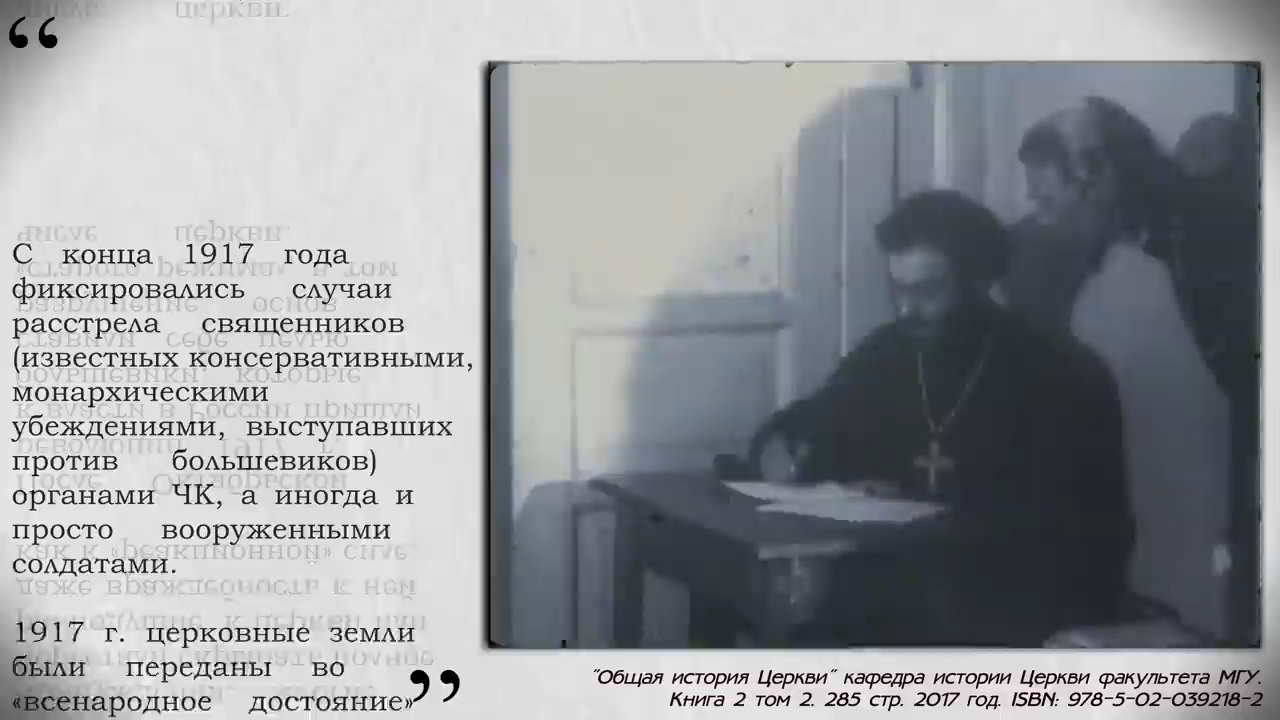 С конца 1917 года
фиксировались случаи
расстрела священников
(известных консервативными,
монархическими
убеждениями, выступавших
против большевиков)
органами ЧК, а иногда и
просто вооруженными
солдатами.
1917 г. церковные земли
были переданы во
«всенародное достояние»
"Общая история Церкви" кафедра истории Церкви факультета МГУ.
Книга 2 том 2. 285 стр. 2017 год. ISBN: 978-5-02-039218-2